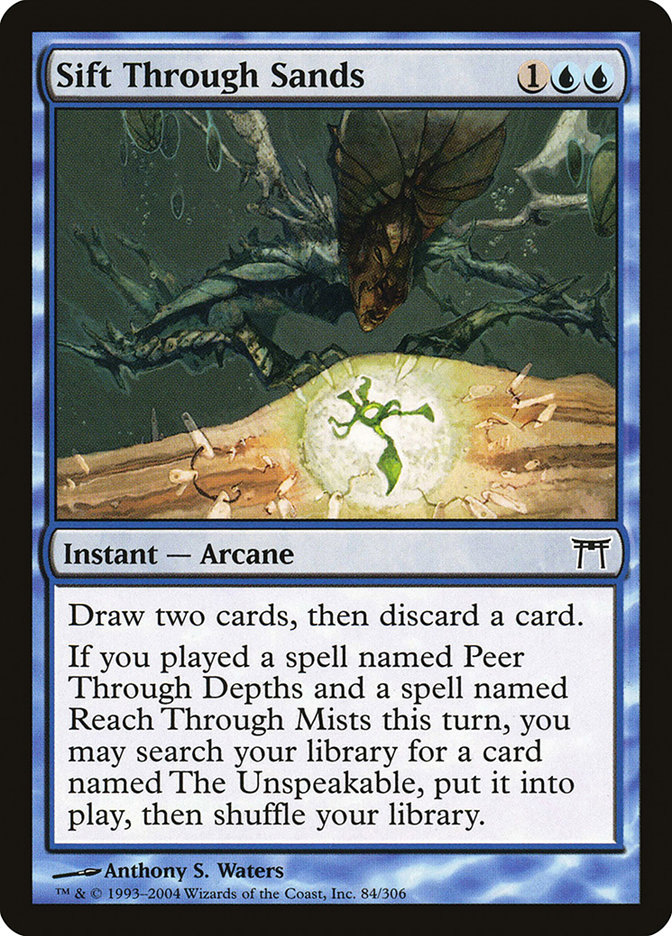 Sift Through Sands 1
Instant — Arcane
Draw two cards, then discard a card.
If you played a spell named Peer
Through Depths and a spell named
Reach Through Mists this turn, you
may search your library for a card
named The Unspeakable, put it into
play, then shuffle your library.
Anthony S. Waters
™ & © 1993–2004 Wizards of the Coast, Inc. 84/306